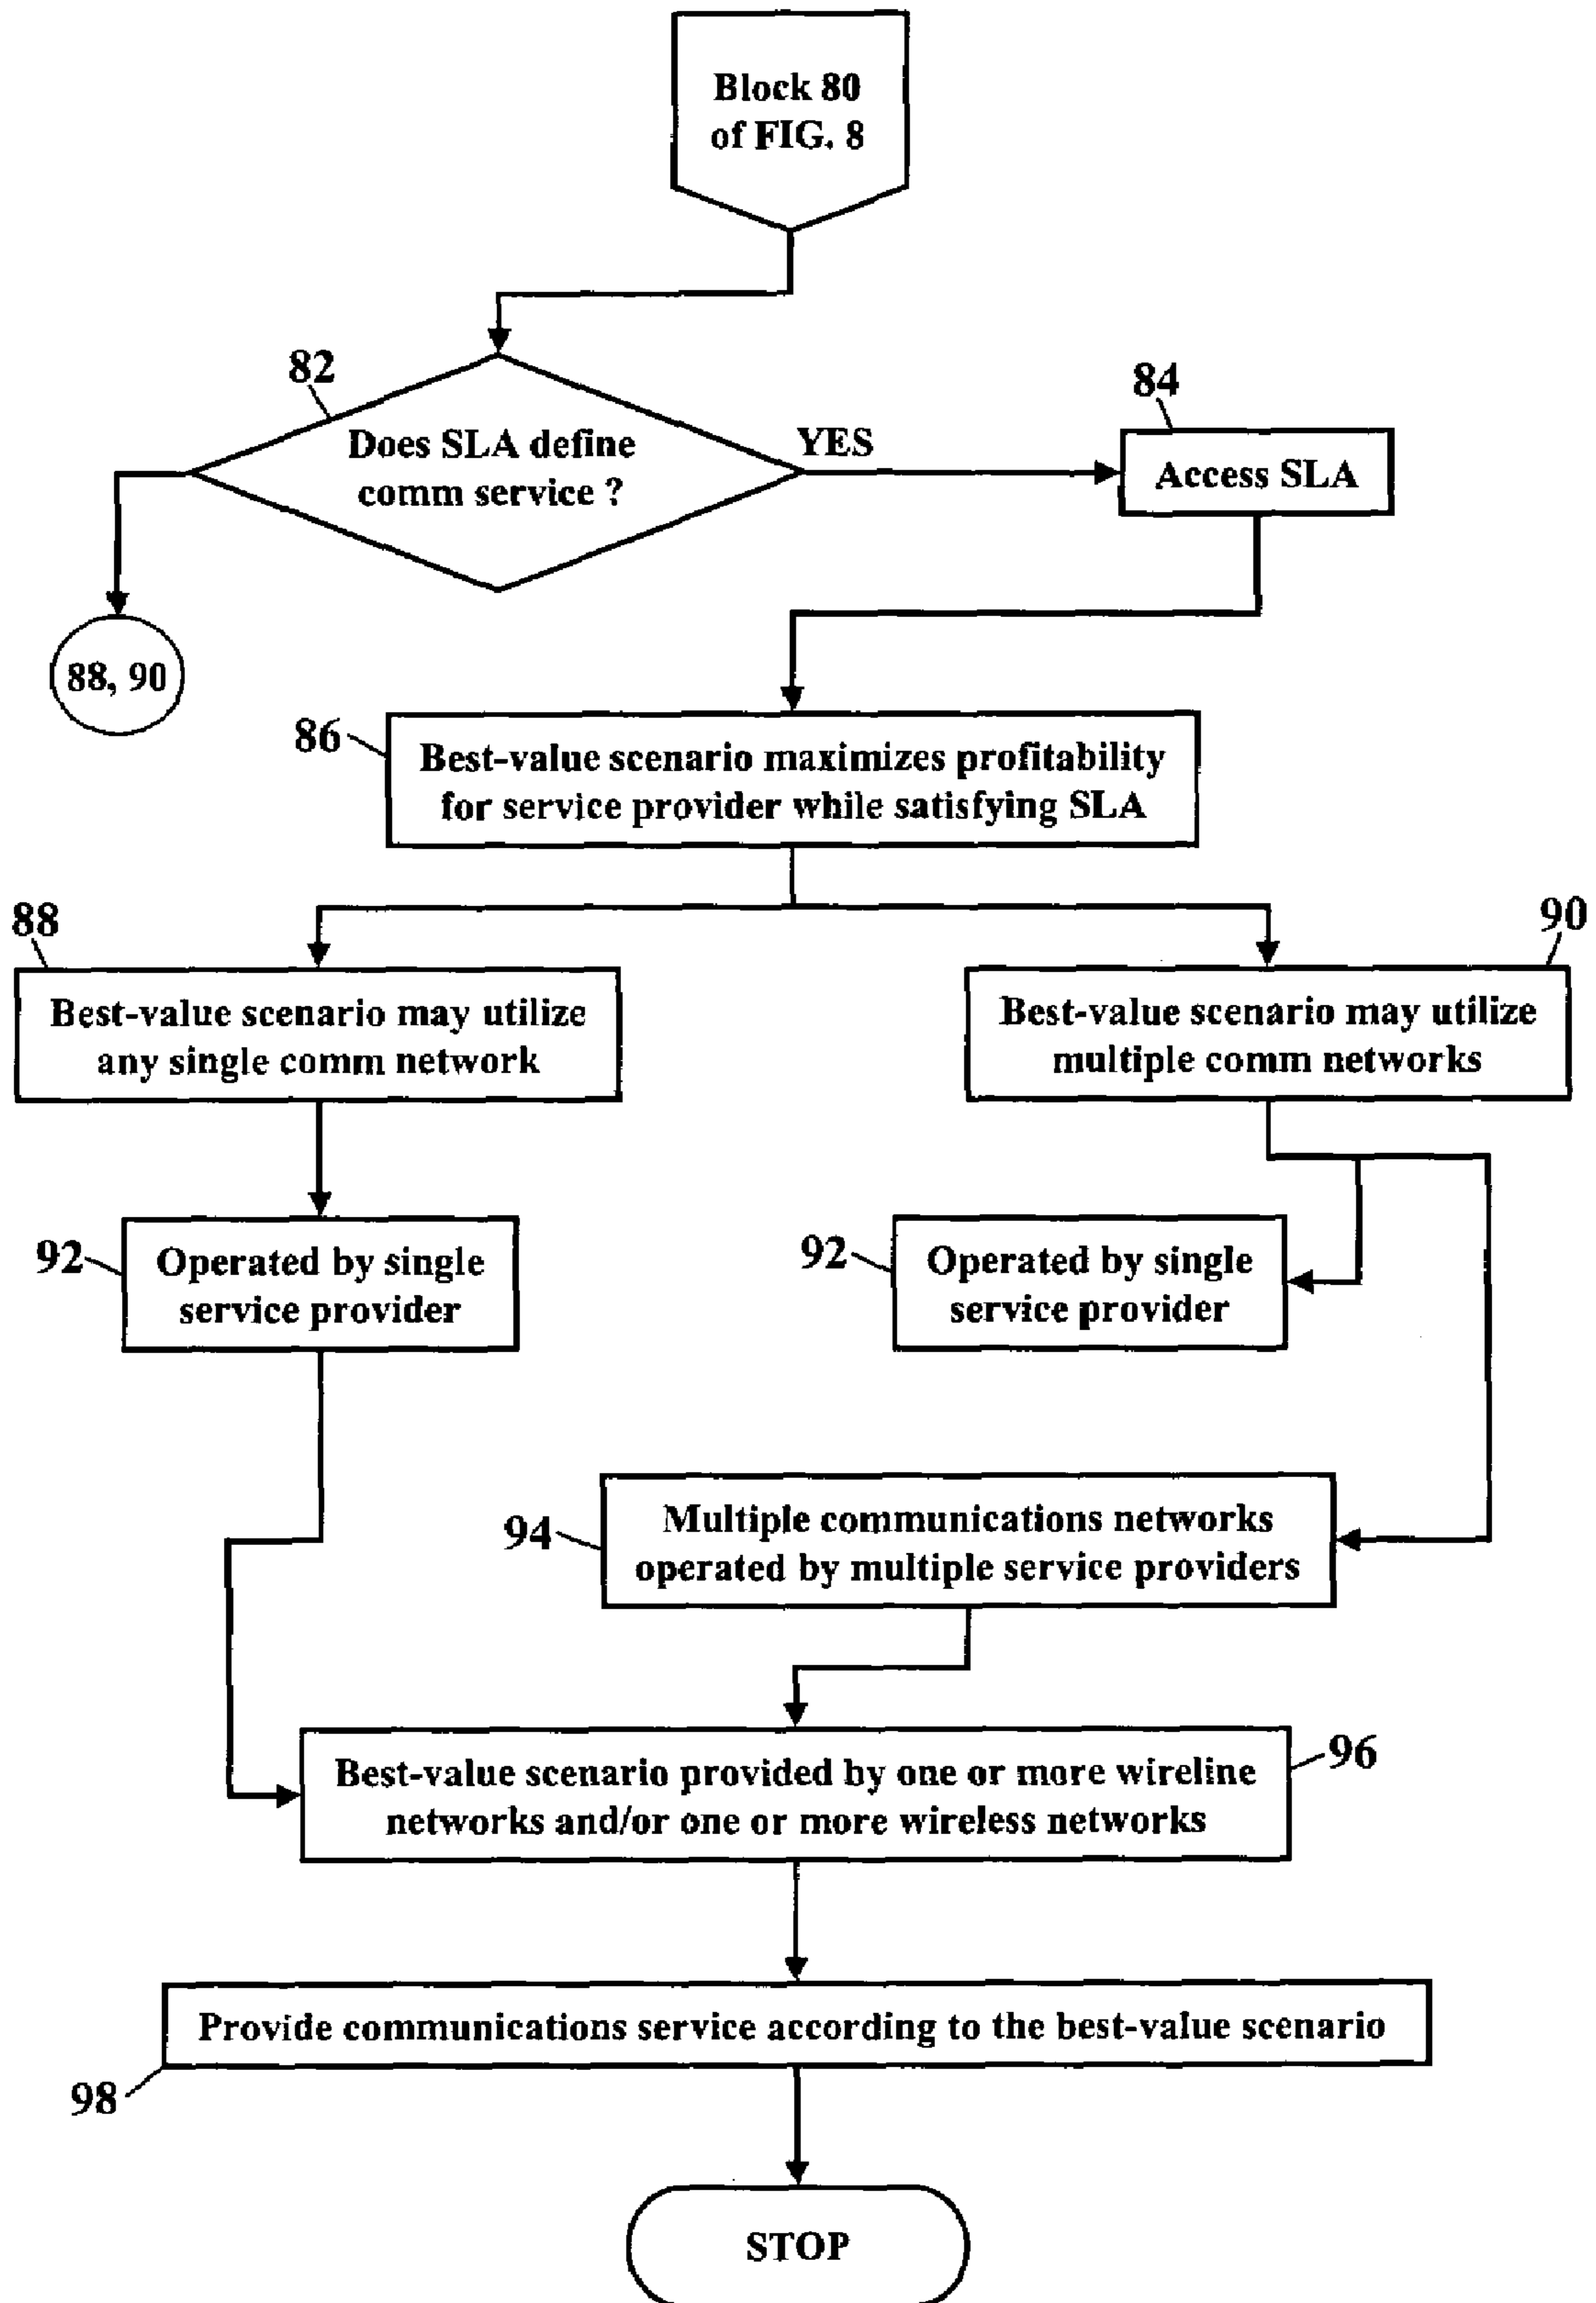 Block 80
of FIG. 8
82
Does SLA define
comm service ?
YES
84
Access SLA
88, 90
86
Best-value scenario maximizes profitability
for service provider while satisfying SLA
88
Best-value scenario may utilize
any single comm network
90
Best-value scenario may utilize
multiple comm networks
92
Operated by single
service provider
92
Operated by single
service provider
94
Multiple communications networks
operated by multiple service providers
96
Best-value scenario provided by one or more wireline
networks and/or one or more wireless networks
Provide communications service according to the best-value scenario
98
STOP